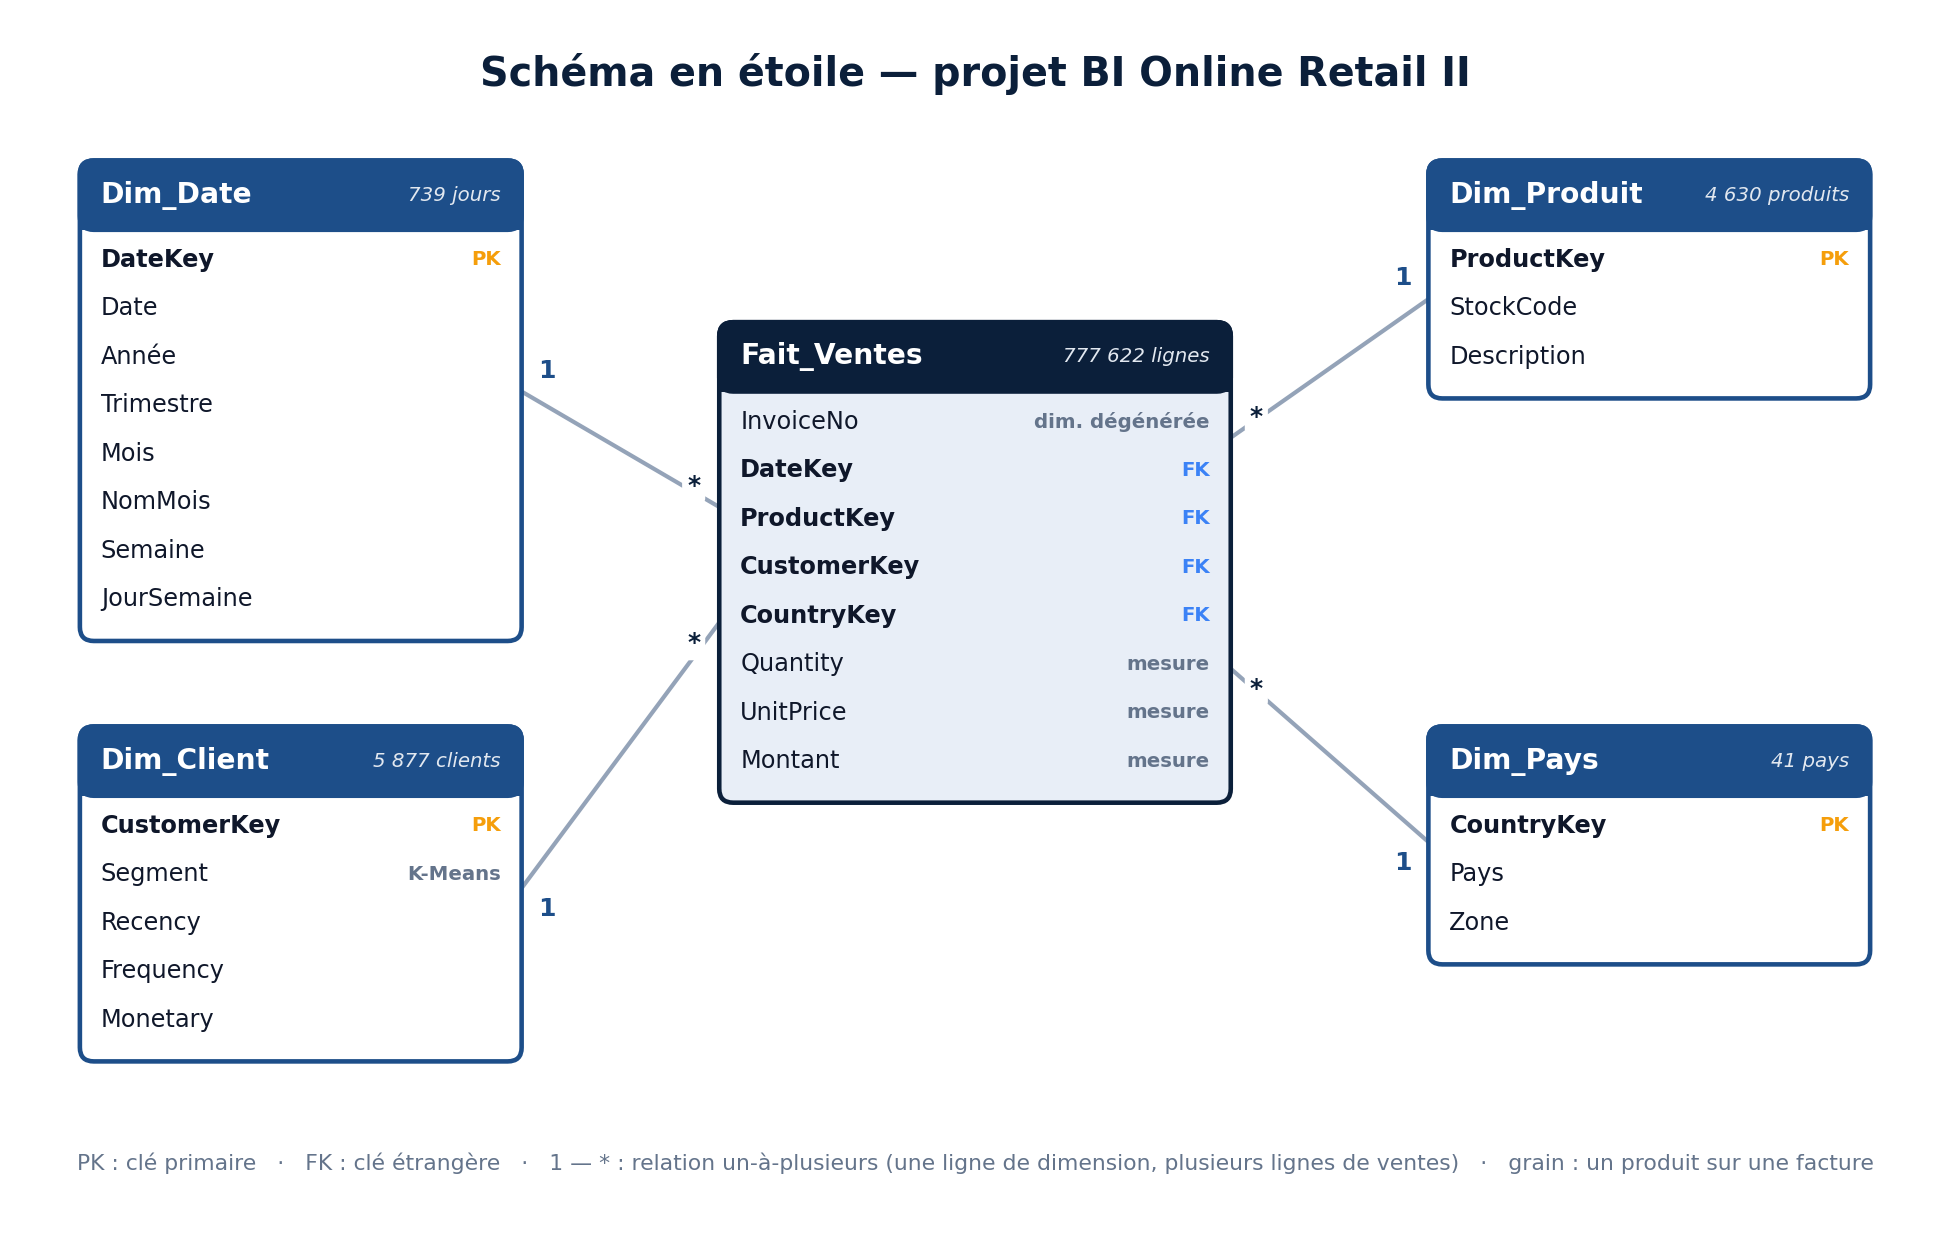 Schéma en étoile — projet BI Online Retail II
Dim_Date 739 jours
DateKey PK
Date
Année
Trimestre
Mois
NomMois
Semaine
JourSemaine
1
*
Dim_Client 5 877 clients
CustomerKey PK
Segment K-Means
Recency
Frequency
Monetary
1
*
Fait_Ventes 777 622 lignes
InvoiceNo dim. dégénérée
DateKey FK
ProductKey FK
CustomerKey FK
CountryKey FK
Quantity mesure
UnitPrice mesure
Montant mesure
Dim_Produit 4 630 produits
ProductKey PK
StockCode
Description
1
*
Dim_Pays 41 pays
CountryKey PK
Pays
Zone
1
*
PK : clé primaire · FK : clé étrangère · 1 — * : relation un-à-plusieurs (une ligne de dimension, plusieurs lignes de ventes) · grain : un produit sur une facture